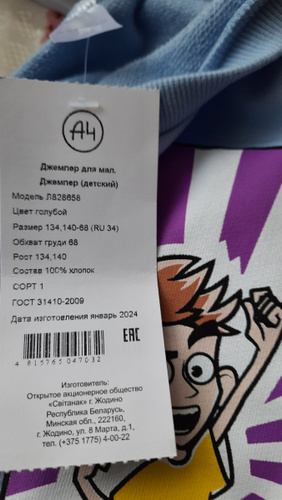 А4
Джемпер для мал.
Джемпер (детский)
Модель Л828658
Цвет голубой
Размер 134,140-68 (RU 34)
Обхват груди 68
Рост 134,140
Состав 100% хлопок
СОРТ 1
ГОСТ 31410-2009
Дата изготовления январь 2024
EAC
4 815765 047032
Изготовитель:
Открытое акционерное общество
«Світанак» г. Жодино
Республика Беларусь,
Минская обл., 222160,
г. Жодино, ул. 8 Марта, д.1,
тел. (+375 1775) 4-00-22